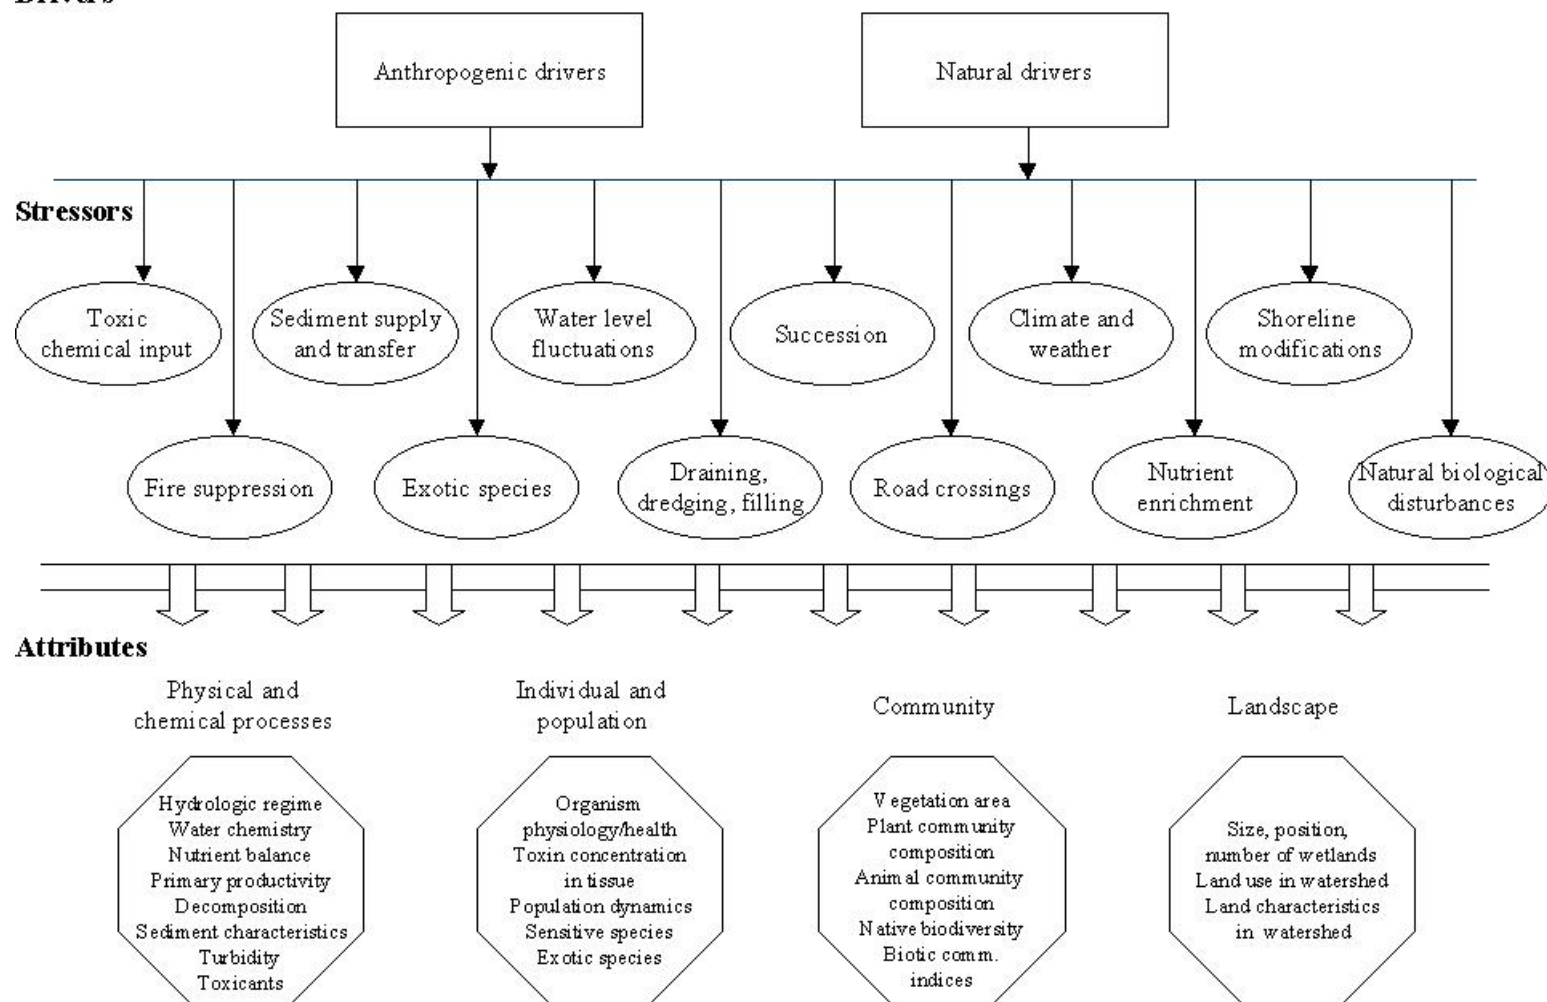 Drivers
Anthropogenic drivers
Natural drivers
Stressors
Toxic
chemical input
Sediment supply
and transfer
Water level
fluctuations
Succession
Climate and
weather
Shoreline
modifications
Fire suppression
Exotic species
Draining,
dredging, filling
Road crossings
Nutrient
enrichment
Natural biological
disturbances
Attributes
Physical and
chemical processes
Individual and
population
Community
Landscape
Hydrologic regime
Water chemistry
Nutrient balance
Primary productivity
Decomposition
Sediment characteristics
Turbidity
Toxicants
Organism
physiology/health
Toxin concentration
in tissue
Population dynamics
Sensitive species
Exotic species
Vegetation area
Plant community
composition
Animal community
composition
Native biodiversity
Biotic comm.
indices
Size, position,
number of wetlands
Land use in watershed
Land characteristics
in watershed